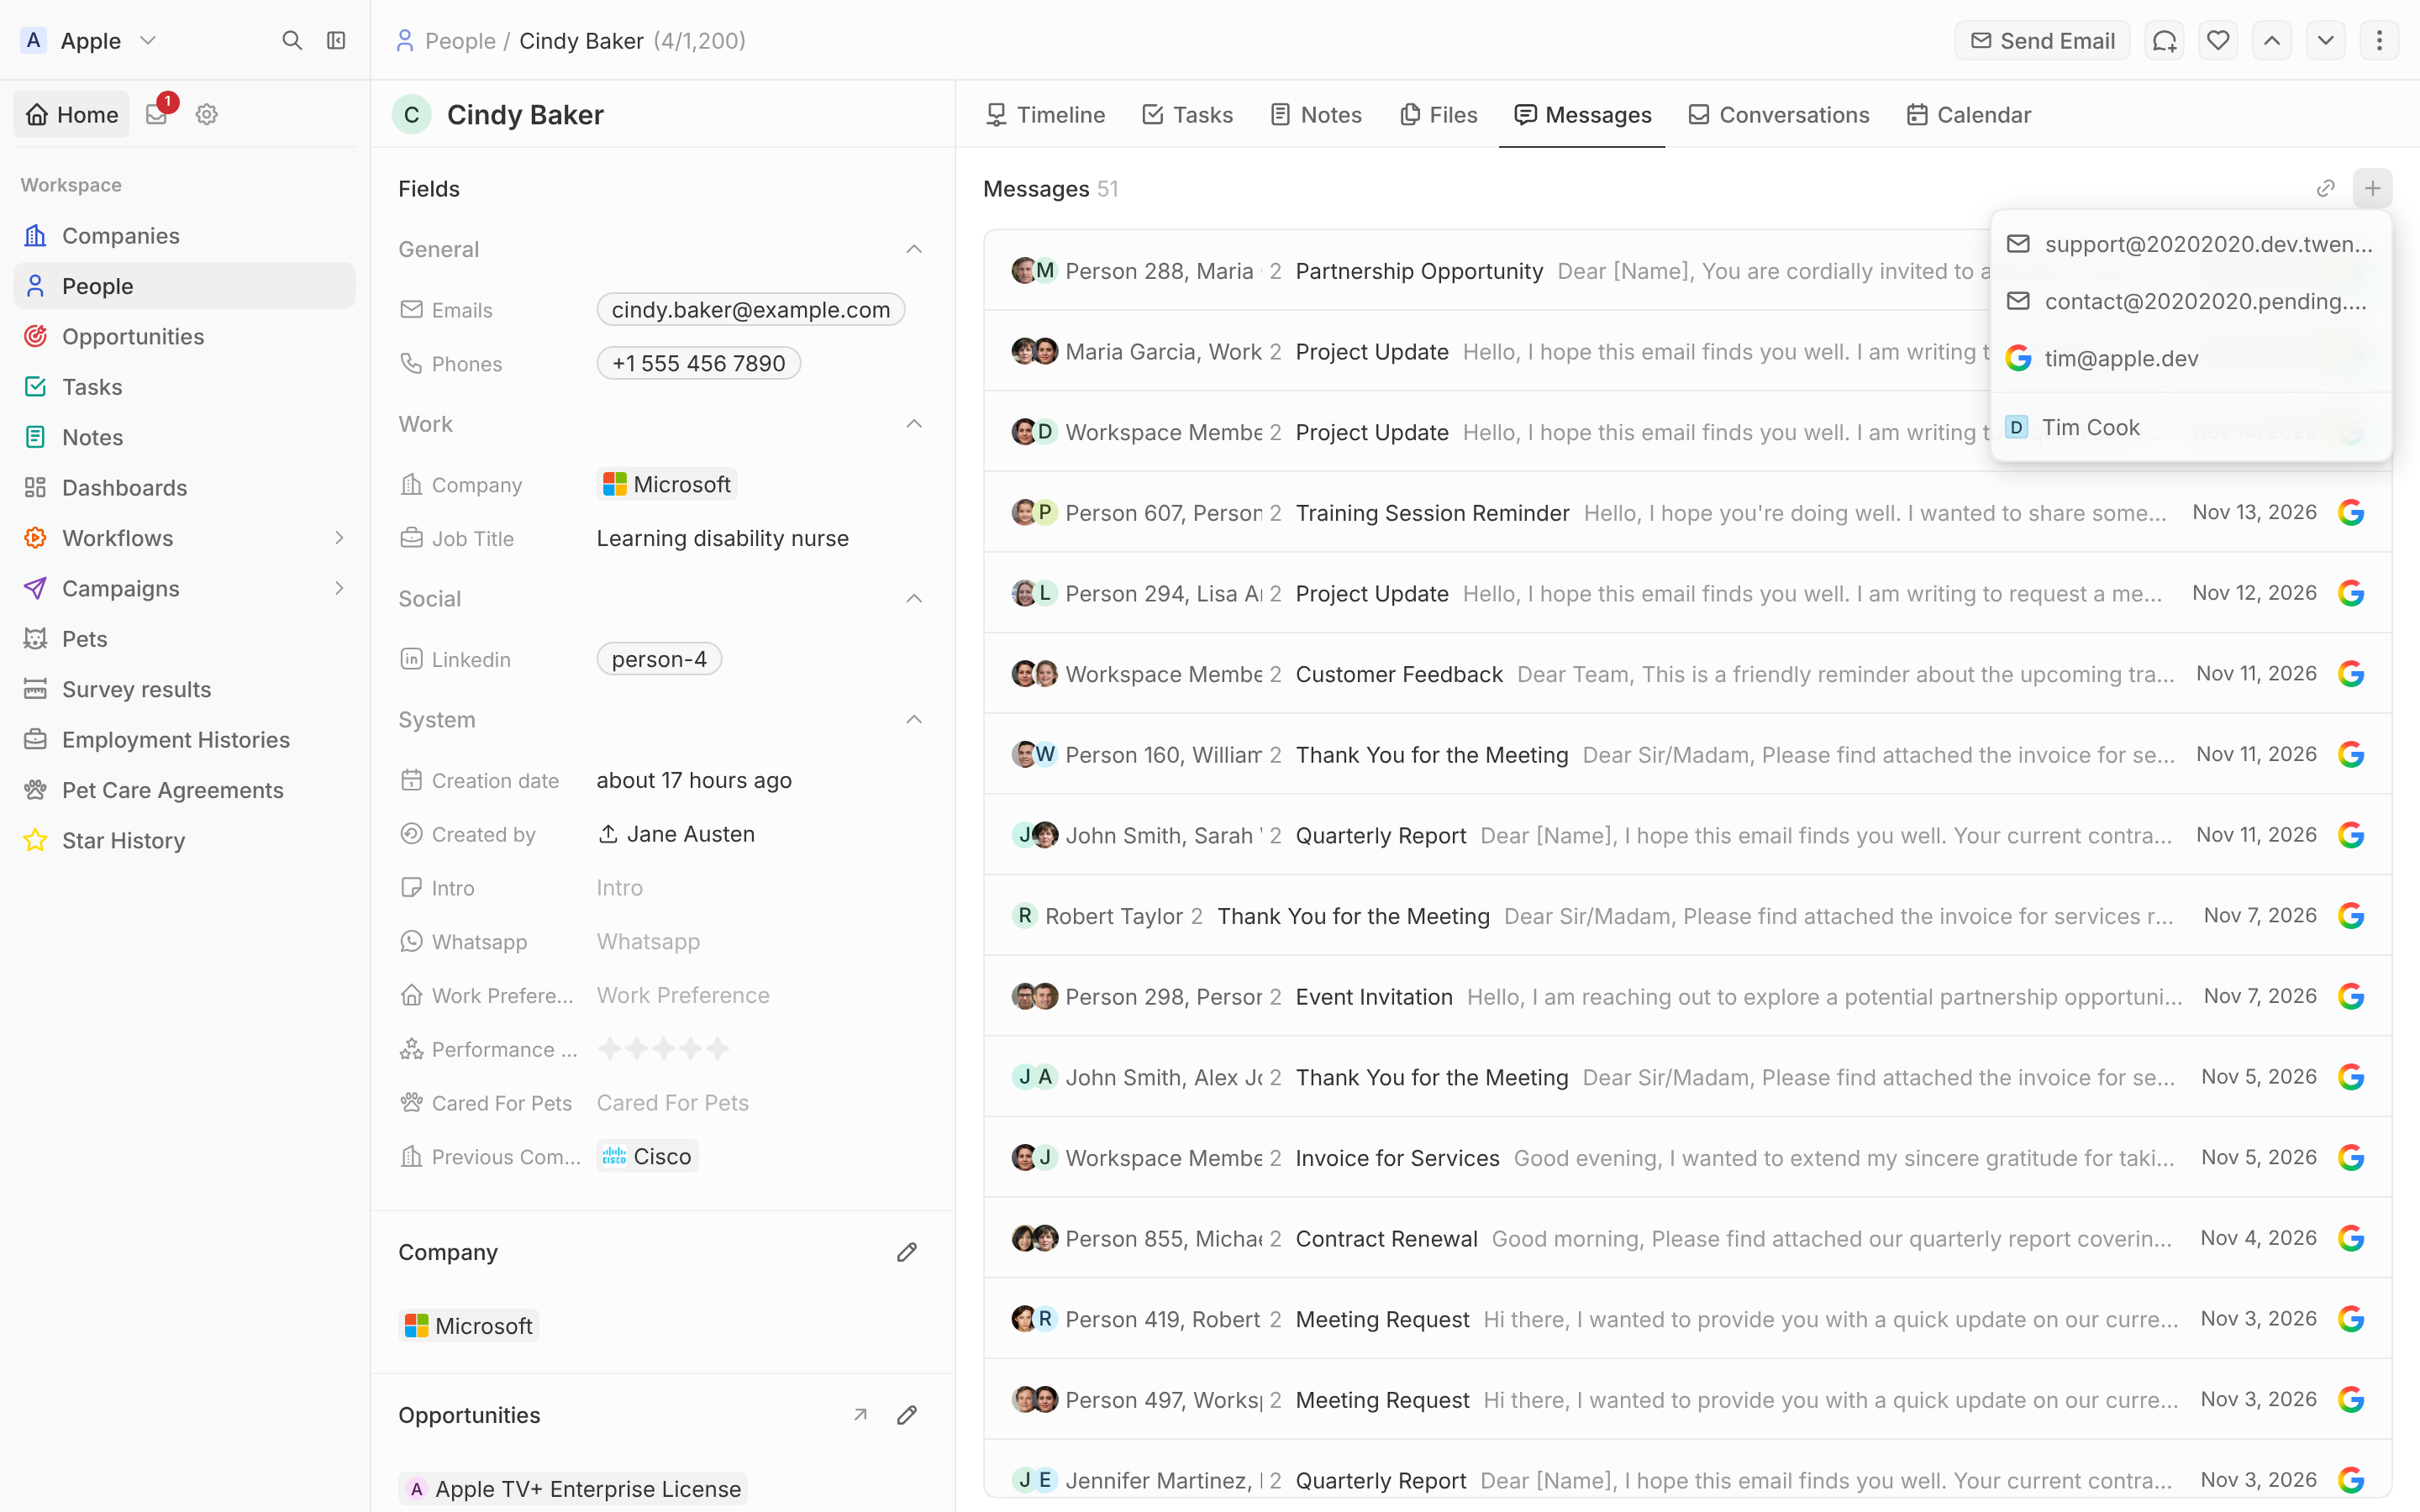 A Apple
People / Cindy Baker (4/1,200)
Send Email
Home
1
Workspace
Companies
People
Opportunities
Tasks
Notes
Dashboards
Workflows
Campaigns
Pets
Survey results
Employment Histories
Pet Care Agreements
Star History
C Cindy Baker
Fields
General
Emails cindy.baker@example.com
Phones +1 555 456 7890
Work
Company Microsoft
Job Title Learning disability nurse
Social
Linkedin person-4
System
Creation date about 17 hours ago
Created by Jane Austen
Intro Intro
Whatsapp Whatsapp
Work Prefere... Work Preference
Performance ...
Cared For Pets Cared For Pets
Previous Com... Cisco
Company
Microsoft
Opportunities
A Apple TV+ Enterprise License
Timeline Tasks Notes Files Messages Conversations Calendar
Messages 51
support@20202020.dev.twen...
contact@20202020.pending....
tim@apple.dev
D Tim Cook
M Person 288, Maria 2 Partnership Opportunity Dear [Name], You are cordially invited to a
Maria Garcia, Work 2 Project Update Hello, I hope this email finds you well. I am writing t
D Workspace Membe 2 Project Update Hello, I hope this email finds you well. I am writing to Nov 14, 2026
P Person 607, Person 2 Training Session Reminder Hello, I hope you're doing well. I wanted to share some... Nov 13, 2026
L Person 294, Lisa A 2 Project Update Hello, I hope this email finds you well. I am writing to request a me... Nov 12, 2026
Workspace Membe 2 Customer Feedback Dear Team, This is a friendly reminder about the upcoming tra... Nov 11, 2026
W Person 160, William 2 Thank You for the Meeting Dear Sir/Madam, Please find attached the invoice for se... Nov 11, 2026
J John Smith, Sarah 2 Quarterly Report Dear [Name], I hope this email finds you well. Your current contra... Nov 11, 2026
R Robert Taylor 2 Thank You for the Meeting Dear Sir/Madam, Please find attached the invoice for services r... Nov 7, 2026
Person 298, Person 2 Event Invitation Hello, I am reaching out to explore a potential partnership opportuni... Nov 7, 2026
J A John Smith, Alex Jo 2 Thank You for the Meeting Dear Sir/Madam, Please find attached the invoice for se... Nov 5, 2026
J Workspace Membe 2 Invoice for Services Good evening, I wanted to extend my sincere gratitude for taki... Nov 5, 2026
Person 855, Micha 2 Contract Renewal Good morning, Please find attached our quarterly report coverin... Nov 4, 2026
R Person 419, Robert 2 Meeting Request Hi there, I wanted to provide you with a quick update on our curre... Nov 3, 2026
Person 497, Works 2 Meeting Request Hi there, I wanted to provide you with a quick update on our curre... Nov 3, 2026
J E Jennifer Martinez, 2 Quarterly Report Dear [Name], I hope this email finds you well. Your current contra... Nov 3, 2026